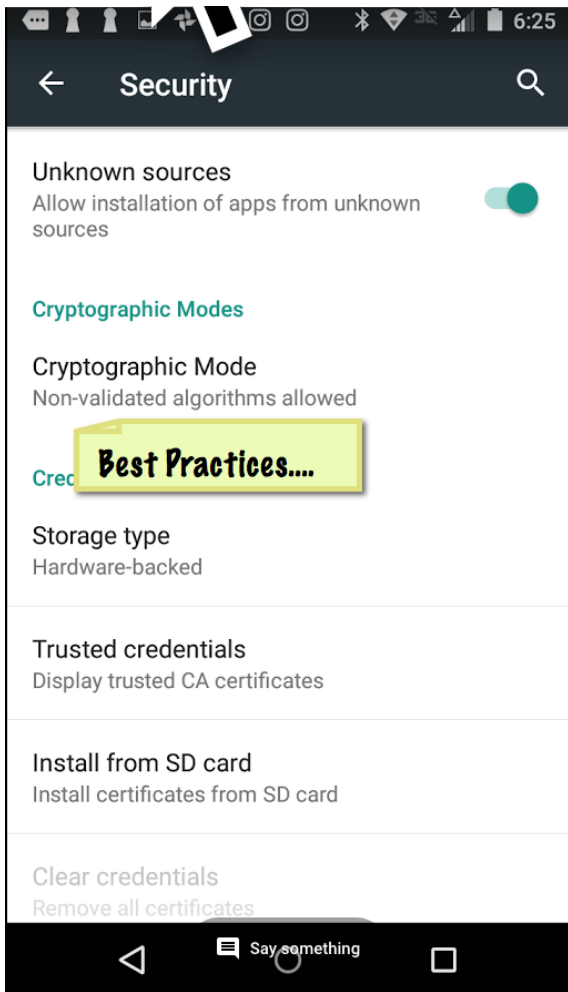 6:25
Security
Unknown sources
Allow installation of apps from unknown
sources
Cryptographic Modes
Cryptographic Mode
Non-validated algorithms allowed
Best Practices....
Storage type
Hardware-backed
Trusted credentials
Display trusted CA certificates
Install from SD card
Install certificates from SD card
Clear credentials
Remove all certificates
Say something